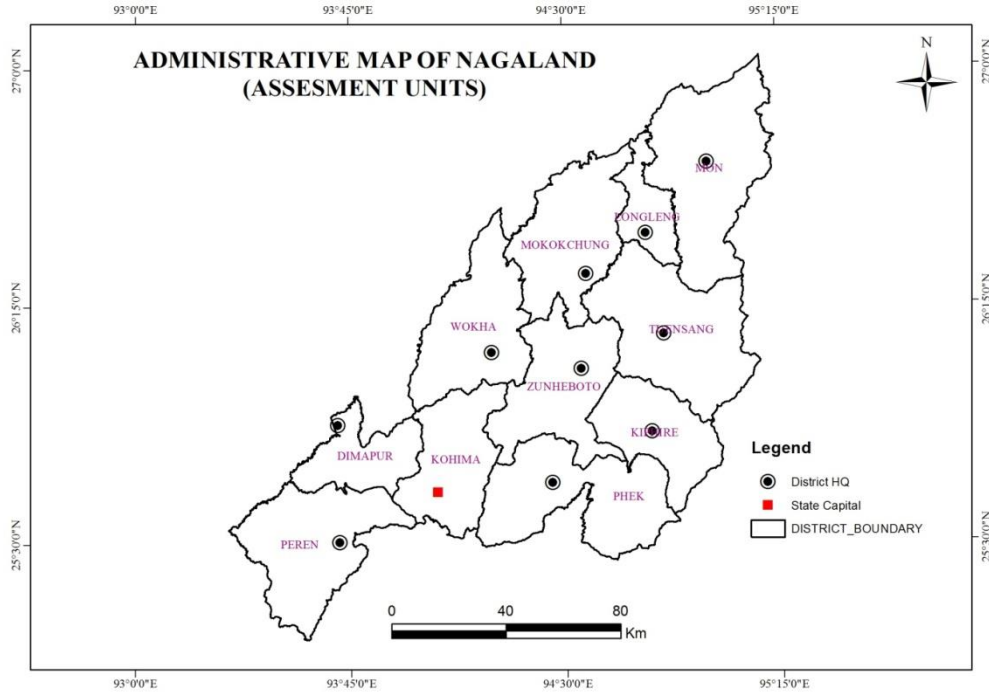 93°0'0"E 93°45'0"E 94°30'0"E 95°15'0"E
ADMINISTRATIVE MAP OF NAGALAND
(ASSESMENT UNITS)
N
27°0'0"N
27°0'0"N
MON
LONGLENG
MOKOKCHUNG
26°15'0"N
26°15'0"N
WOKHA
TUENSANG
ZUNHEBOTO
KIPHIRE
DIMAPUR
KOHIMA
PHEK
PEREN
25°30'0"N
25°30'0"N
Legend
District HQ
State Capital
DISTRICT_BOUNDARY
0 40 80
Km
93°0'0"E 93°45'0"E 94°30'0"E 95°15'0"E